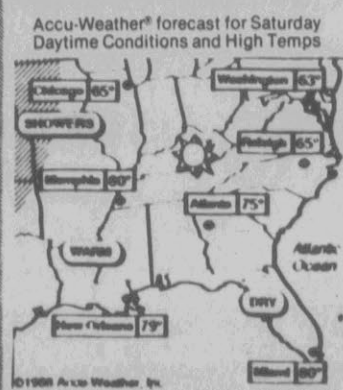 Accu-Weather® forecast for Saturday
Daytime Conditions and High Temps
Chicago 65°
Washington 63°
SHOWERS
Raleigh 65°
Memphis 80°
Atlanta 75°
WARM
Atlantic
Ocean
DRY
New Orleans 79°
Miami 80°
Accu-Weather, Inc.